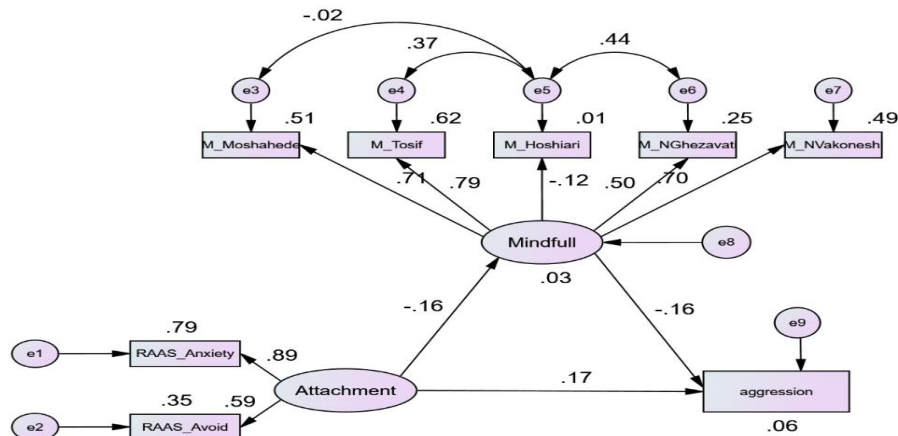 -.02
.37
.44
e3
e4
e5
e6
e7
.51
.62
.01
.25
.49
M_Moshahede
M_Tosif
M_Hoshiari
M_NGhezavati
M_NVakonesh
.71
.79
-.12
.50
.70
Mindfull
e8
.03
-.16
-.16
e9
.79
e1
RAAS_Anxiety
.89
Attachment
.17
aggression
.35
.59
e2
RAAS_Avoid
.06